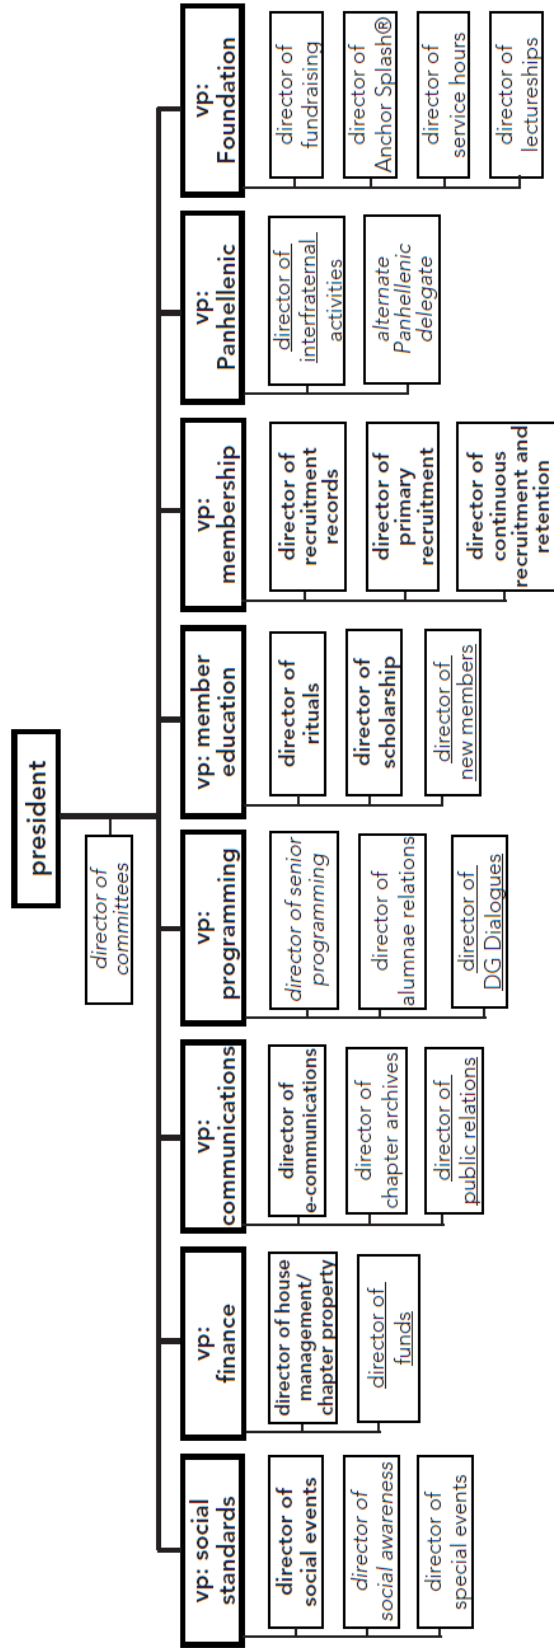 president
director of
committees
vp: social
standards
director of
social events
director of
social awareness
director of
special events
vp:
finance
director of house
management/
chapter property
director of
funds
vp:
communications
director of
e-communications
director of
chapter archives
director of
public relations
vp:
programming
director of senior
programming
director of
alumnae relations
director of
DG Dialogues
vp: member
education
director of
rituals
director of
scholarship
director of
new members
vp:
membership
director of
recruitment
records
director of
primary
recruitment
director of
continuous
recruitment and
retention
vp:
Panhellenic
director of
interfraternal
activities
alternate
Panhellenic
delegate
vp:
Foundation
director of
fundraising
director of
Anchor Splash®
director of
service hours
director of
lectureships